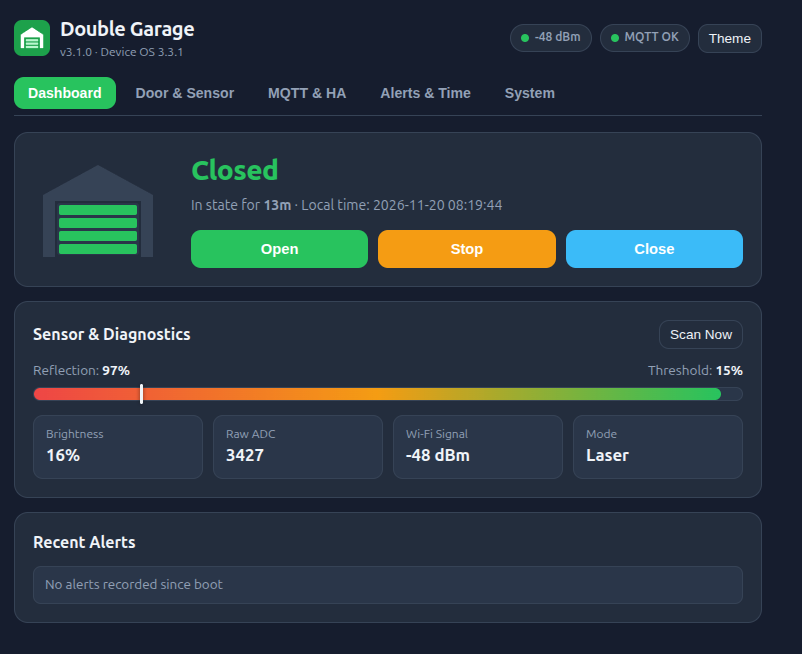 Double Garage
v3.1.0 · Device OS 3.3.1
-48 dBm
MQTT OK
Theme
Dashboard
Door & Sensor
MQTT & HA
Alerts & Time
System
Closed
In state for 13m · Local time: 2026-11-20 08:19:44
Open
Stop
Close
Sensor & Diagnostics
Scan Now
Reflection: 97%
Threshold: 15%
Brightness
16%
Raw ADC
3427
Wi-Fi Signal
-48 dBm
Mode
Laser
Recent Alerts
No alerts recorded since boot